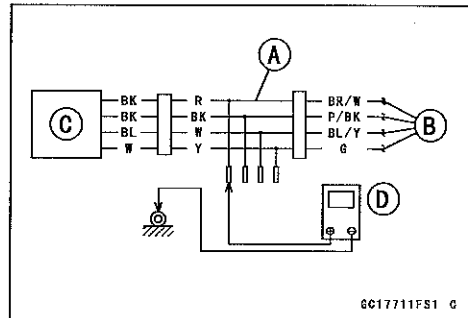 A
BK R BR/W
BK BK P/BK
BL W BL/Y
W Y G
C
B
D
+ −
GC17711FS1 C